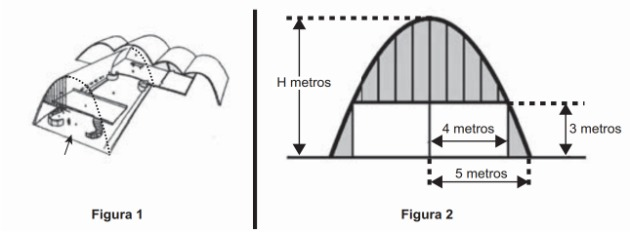 H metros
4 metros
3 metros
5 metros
Figura 1
Figura 2